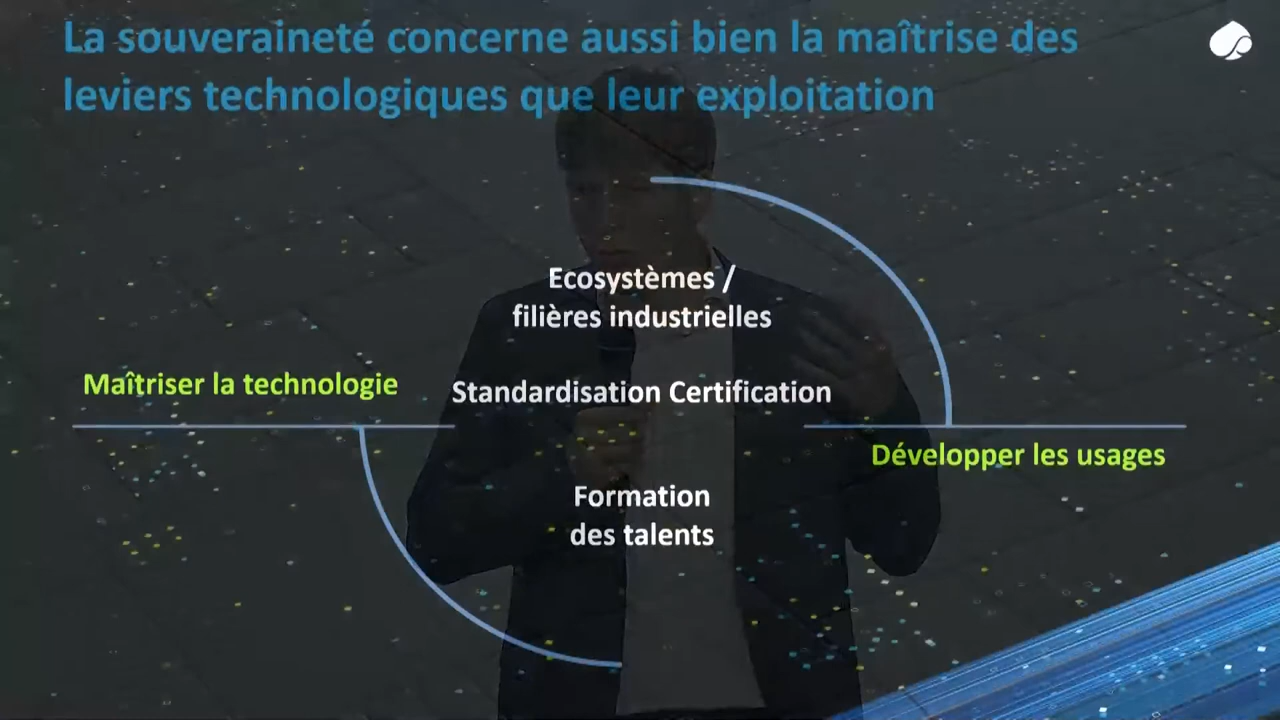 La souveraineté concerne aussi bien la maîtrise des
leviers technologiques que leur exploitation
Ecosystèmes /
filières industrielles
Maîtriser la technologie
Standardisation Certification
Développer les usages
Formation
des talents